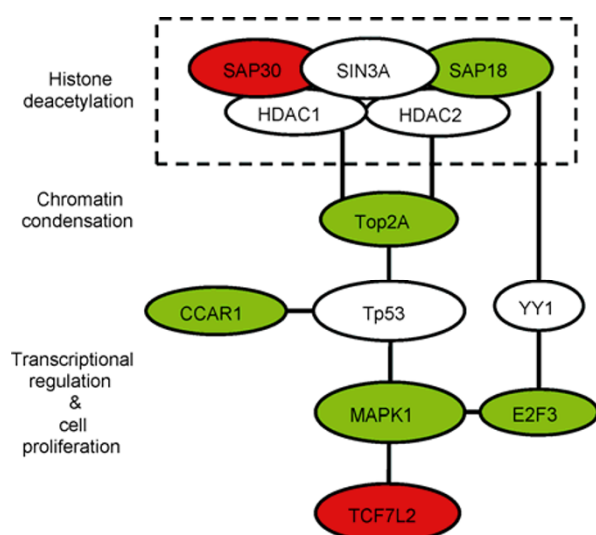 Histone
deacetylation
SAP30
SIN3A
SAP18
HDAC1
HDAC2
Chromatin
condensation
Top2A
CCAR1
Tp53
YY1
Transcriptional
regulation
&
cell
proliferation
MAPK1
E2F3
TCF7L2